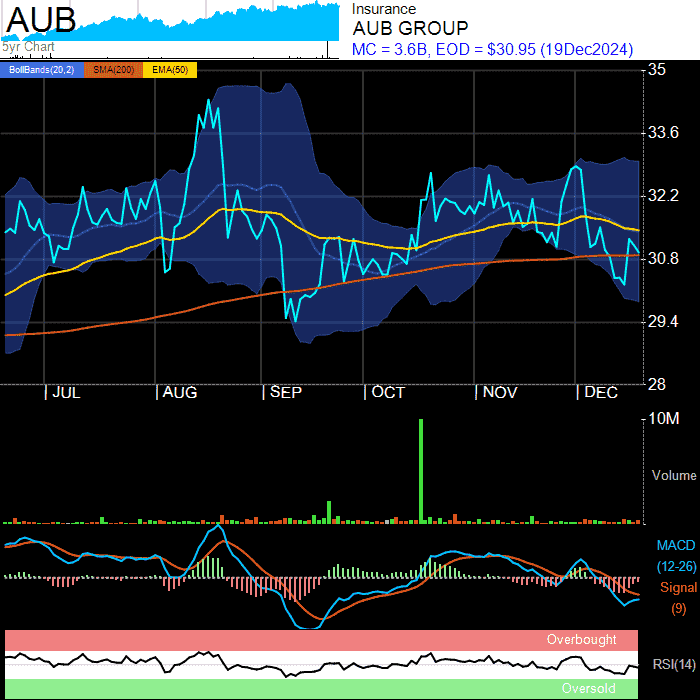 AUB
5yr Chart
Insurance
AUB GROUP
MC = 3.6B, EOD = $30.95 (19Dec2024)
BollBands(20,2) SMA(200) EMA(50)
35
33.6
32.2
30.8
29.4
28
| JUL | AUG | SEP | OCT | NOV | DEC
10M
Volume
MACD
(12-26)
Signal
(9)
Overbought
RSI(14)
Oversold